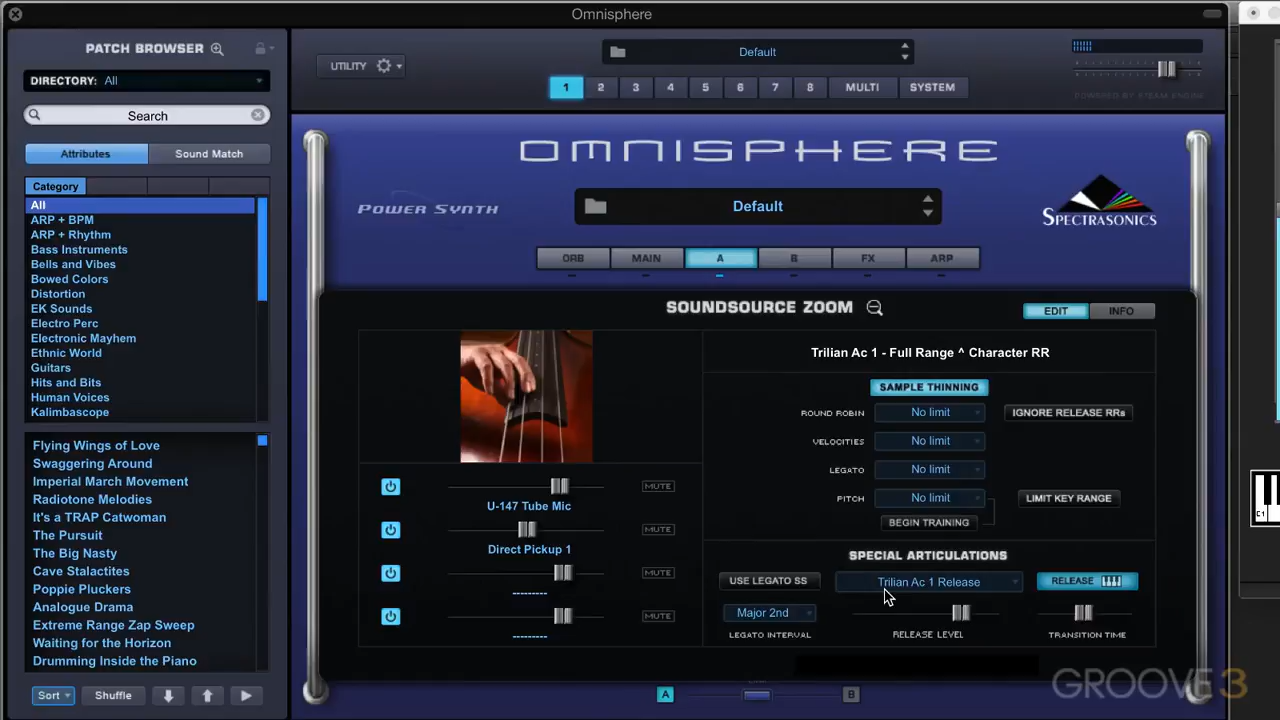 Omnisphere
PATCH BROWSER
DIRECTORY: All
Search
Attributes
Sound Match
Category
All
ARP + BPM
ARP + Rhythm
Bass Instruments
Bells and Vibes
Bowed Colors
Distortion
EK Sounds
Electro Perc
Electronic Mayhem
Ethnic World
Guitars
Hits and Bits
Human Voices
Kalimbascope
Flying Wings of Love
Swaggering Around
Imperial March Movement
Radiotone Melodies
It's a TRAP Catwoman
The Pursuit
The Big Nasty
Cave Stalactites
Poppie Pluckers
Analogue Drama
Extreme Range Zap Sweep
Waiting for the Horizon
Drumming Inside the Piano
Sort
Shuffle
UTILITY
Default
1 2 3 4 5 6 7 8 MULTI SYSTEM
POWERED BY STEAM ENGINE
OMNISPHERE
POWER SYNTH
Default
SPECTRASONICS
ORB MAIN A B FX ARP
SOUNDSOURCE ZOOM
EDIT INFO
Trilian Ac 1 - Full Range ^ Character RR
SAMPLE THINNING
ROUND ROBIN No limit IGNORE RELEASE RRs
VELOCITIES No limit
LEGATO No limit
PITCH No limit LIMIT KEY RANGE
BEGIN TRAINING
U-147 Tube Mic
MUTE
Direct Pickup 1
MUTE
---------
MUTE
---------
MUTE
SPECIAL ARTICULATIONS
USE LEGATO SS Trilian Ac 1 Release RELEASE
Major 2nd
LEGATO INTERVAL RELEASE LEVEL TRANSITION TIME
A B
C1
GROOVE3